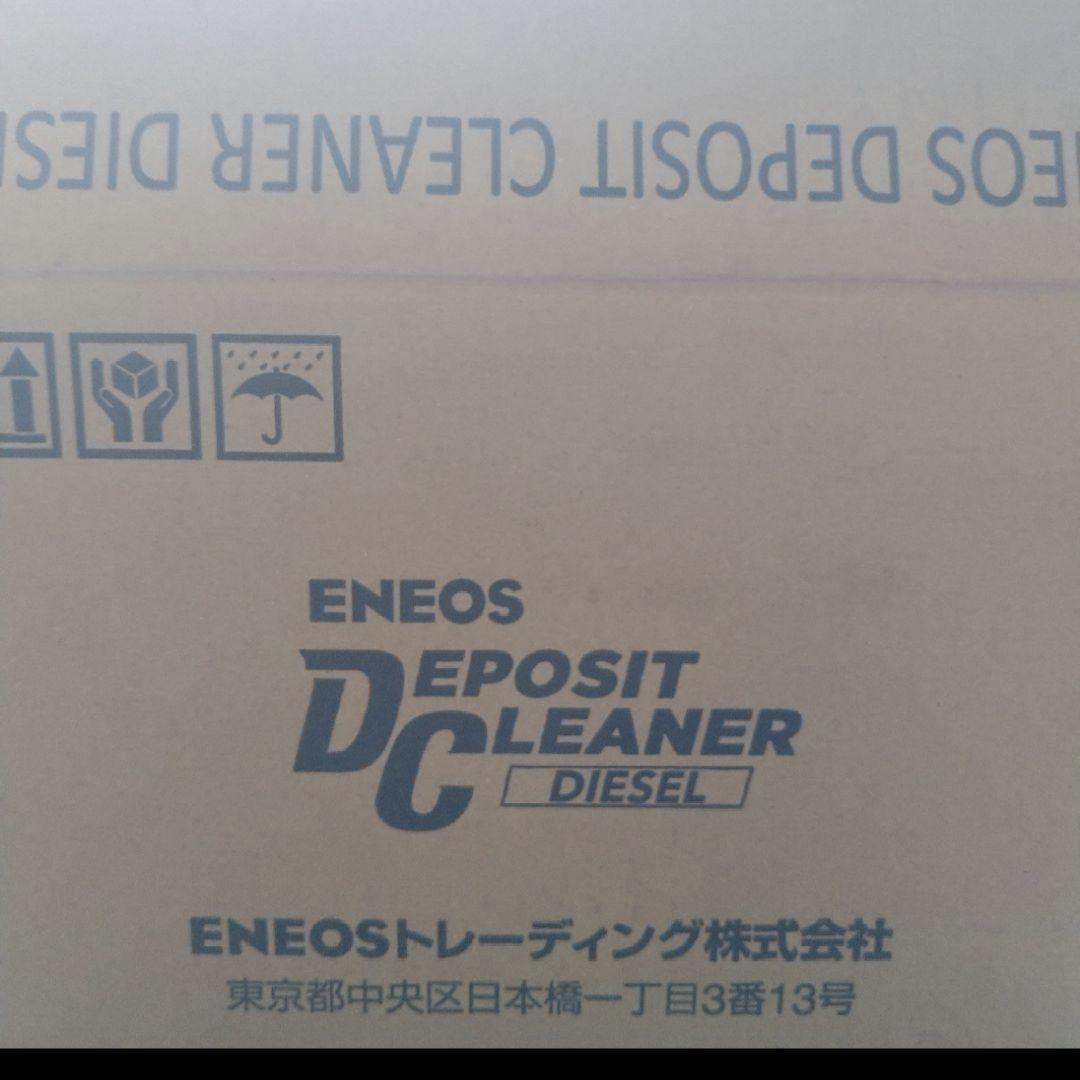 ENEOS DEPOSIT CLEANER
ENEOS
DEPOSIT
CLEANER
DIESEL
ENEOSトレーディング株式会社
東京都中央区日本橋一丁目3番13号